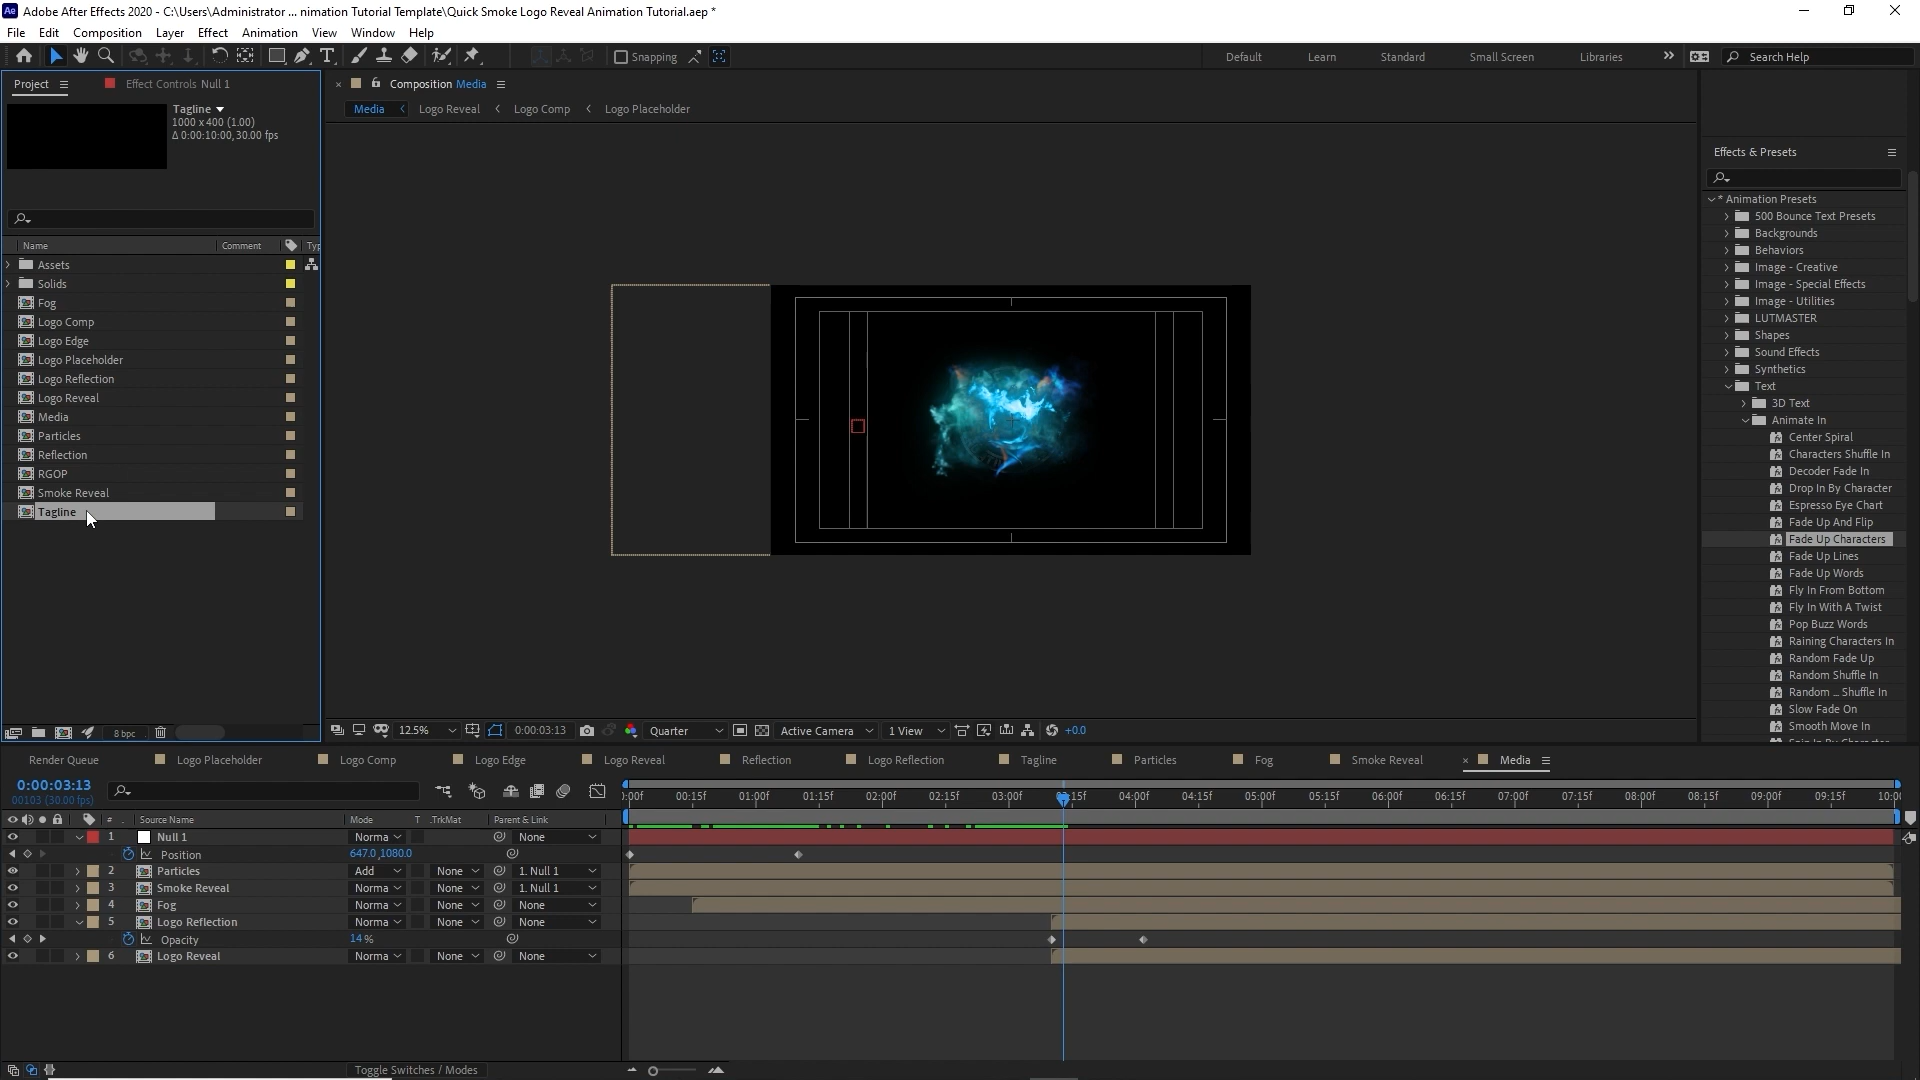 Adobe After Effects 2020 - C:\Users\Administrator ... nimation Tutorial Template\Quick Smoke Logo Reveal Animation Tutorial.aep *
File Edit Composition Layer Effect Animation View Window Help
Snapping Default Learn Standard Small Screen Libraries Search Help
Project Effect Controls Null 1
Tagline
1000 x 400 (1.00)
Δ 0:00:10:00, 30.00 fps
Name Comment Typ
Assets
Solids
Fog
Logo Comp
Logo Edge
Logo Placeholder
Logo Reflection
Logo Reveal
Media
Particles
Reflection
RGOP
Smoke Reveal
Tagline
8 bpc
Composition Media
Media Logo Reveal Logo Comp Logo Placeholder
12.5% 0:00:03:13 Quarter Active Camera 1 View +0.0
Effects & Presets
* Animation Presets
500 Bounce Text Presets
Backgrounds
Behaviors
Image - Creative
Image - Special Effects
Image - Utilities
LUTMASTER
Shapes
Sound Effects
Synthetics
Text
3D Text
Animate In
Center Spiral
Characters Shuffle In
Decoder Fade In
Drop In By Character
Espresso Eye Chart
Fade Up And Flip
Fade Up Characters
Fade Up Lines
Fade Up Words
Fly In From Bottom
Fly In With A Twist
Pop Buzz Words
Raining Characters In
Random Fade Up
Random Shuffle In
Random ... Shuffle In
Slow Fade On
Smooth Move In
Render Queue Logo Placeholder Logo Comp Logo Edge Logo Reveal Reflection Logo Reflection Tagline Particles Fog Smoke Reveal Media
0:00:03:13
00103 (30.00 fps)
:00f 00:15f 01:00f 01:15f 02:00f 02:15f 03:00f 03:15f 04:00f 04:15f 05:00f 05:15f 06:00f 06:15f 07:00f 07:15f 08:00f 08:15f 09:00f 09:15f 10:0
# Source Name Mode T .TrkMat Parent & Link
1 Null 1 Norma None
Position 647.0,1080.0
2 Particles Add None 1. Null 1
3 Smoke Reveal Norma None 1. Null 1
4 Fog Norma None None
5 Logo Reflection Norma None None
Opacity 14 %
6 Logo Reveal Norma None None
Toggle Switches / Modes